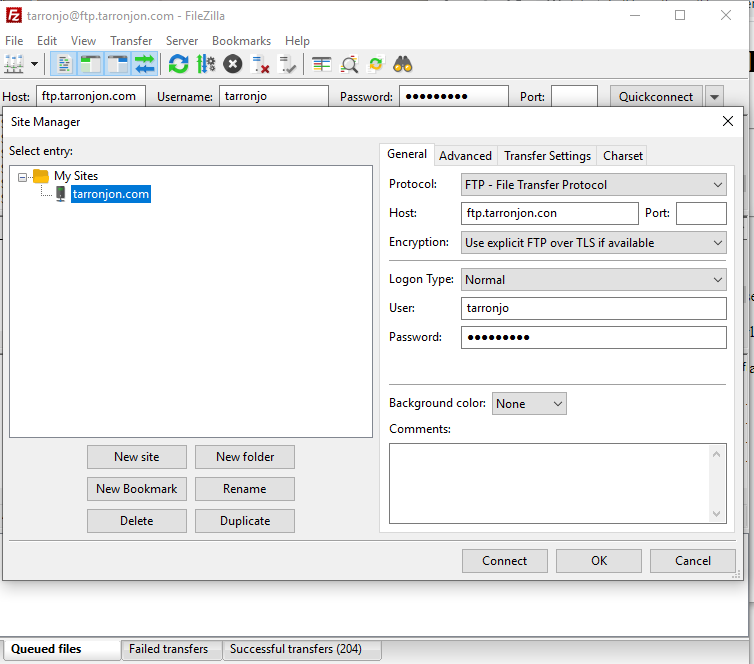 tarronjo@ftp.tarronjon.com - FileZilla
File Edit View Transfer Server Bookmarks Help
Host: ftp.tarronjon.com Username: tarronjo Password: ●●●●●●●●● Port: Quickconnect
Site Manager
Select entry:
My Sites
tarronjon.com
New site New folder
New Bookmark Rename
Delete Duplicate
General Advanced Transfer Settings Charset
Protocol: FTP - File Transfer Protocol
Host: ftp.tarronjon.con Port:
Encryption: Use explicit FTP over TLS if available
Logon Type: Normal
User: tarronjo
Password: ●●●●●●●●●
Background color: None
Comments:
Connect OK Cancel
Queued files Failed transfers Successful transfers (204)